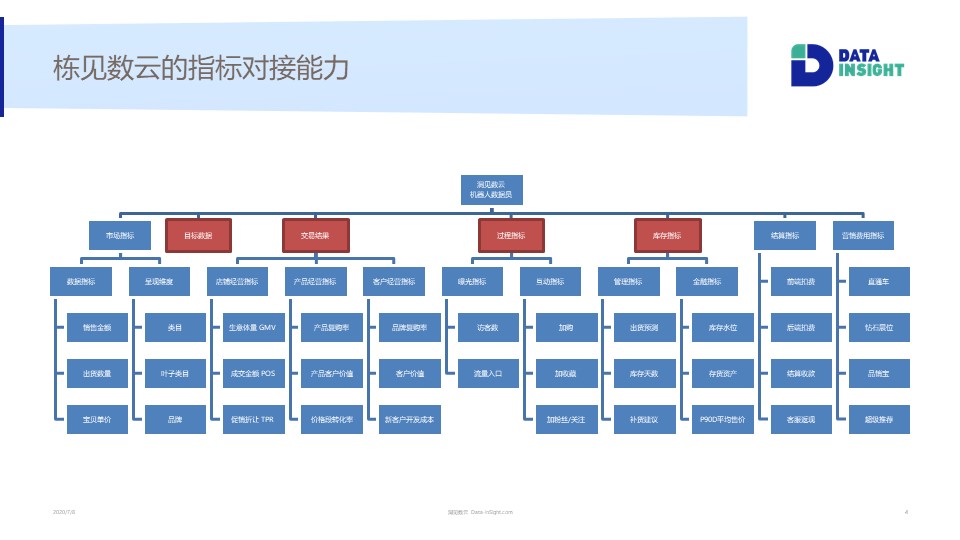 栋见数云的指标对接能力
DATA
INSIGHT
洞见数云
机器人数据员
市场指标
目标数据
交易结果
过程指标
库存指标
结算指标
营销费用指标
数据指标
呈现维度
店铺经营指标
产品经营指标
客户经营指标
曝光指标
互动指标
管理指标
金融指标
前端扣费
直通车
销售金额
类目
生意体量 GMV
产品复购率
品牌复购率
访客数
加购
出货预测
库存水位
后端扣费
钻石展位
出货数量
叶子类目
成交金额 POS
产品客户价值
客户价值
流量入口
加收藏
库存天数
存货资产
结算收款
品销宝
宝贝单价
品牌
促销折让 TPR
价格段转化率
新客户开发成本
加粉丝/关注
补货建议
P90D平均售价
客服返现
超级推荐
2020/7/8
洞见数云 Data-InSight.com
4